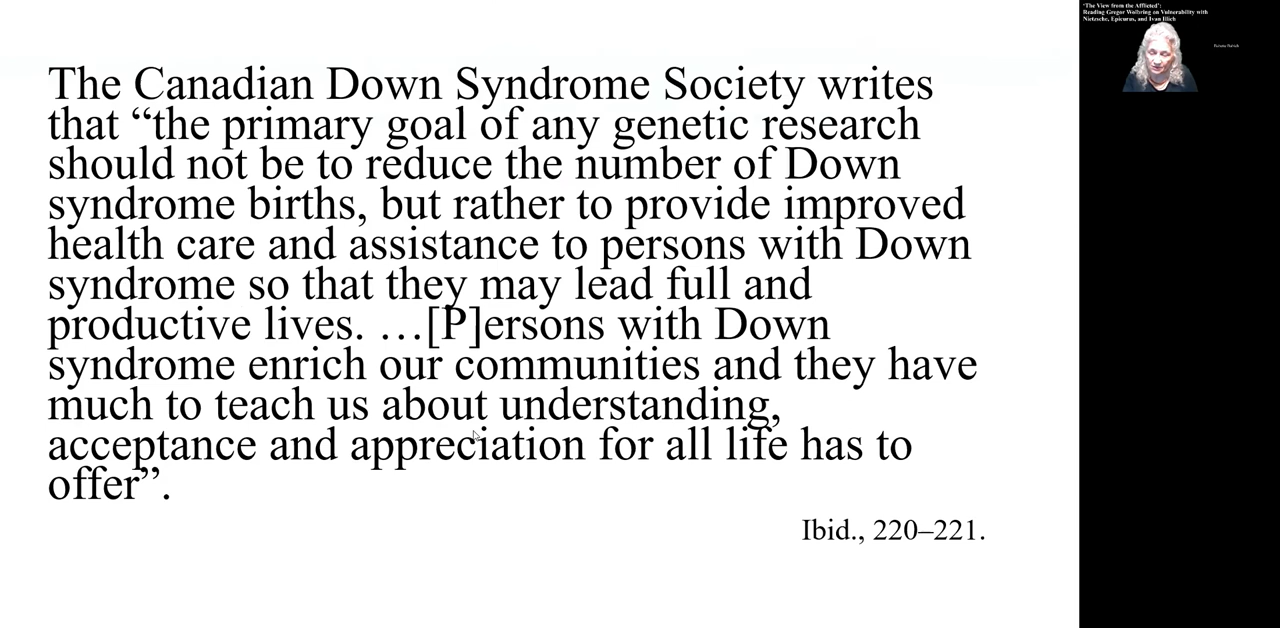 The Canadian Down Syndrome Society writes
that “the primary goal of any genetic research
should not be to reduce the number of Down
syndrome births, but rather to provide improved
health care and assistance to persons with Down
syndrome so that they may lead full and
productive lives. …[P]ersons with Down
syndrome enrich our communities and they have
much to teach us about understanding,
acceptance and appreciation for all life has to
offer”.
Ibid., 220–221.
‘The View from the Afflicted’:
Reading Gregor Wolbring on Vulnerability with
Nietzsche, Epicurus, and Ivan Illich